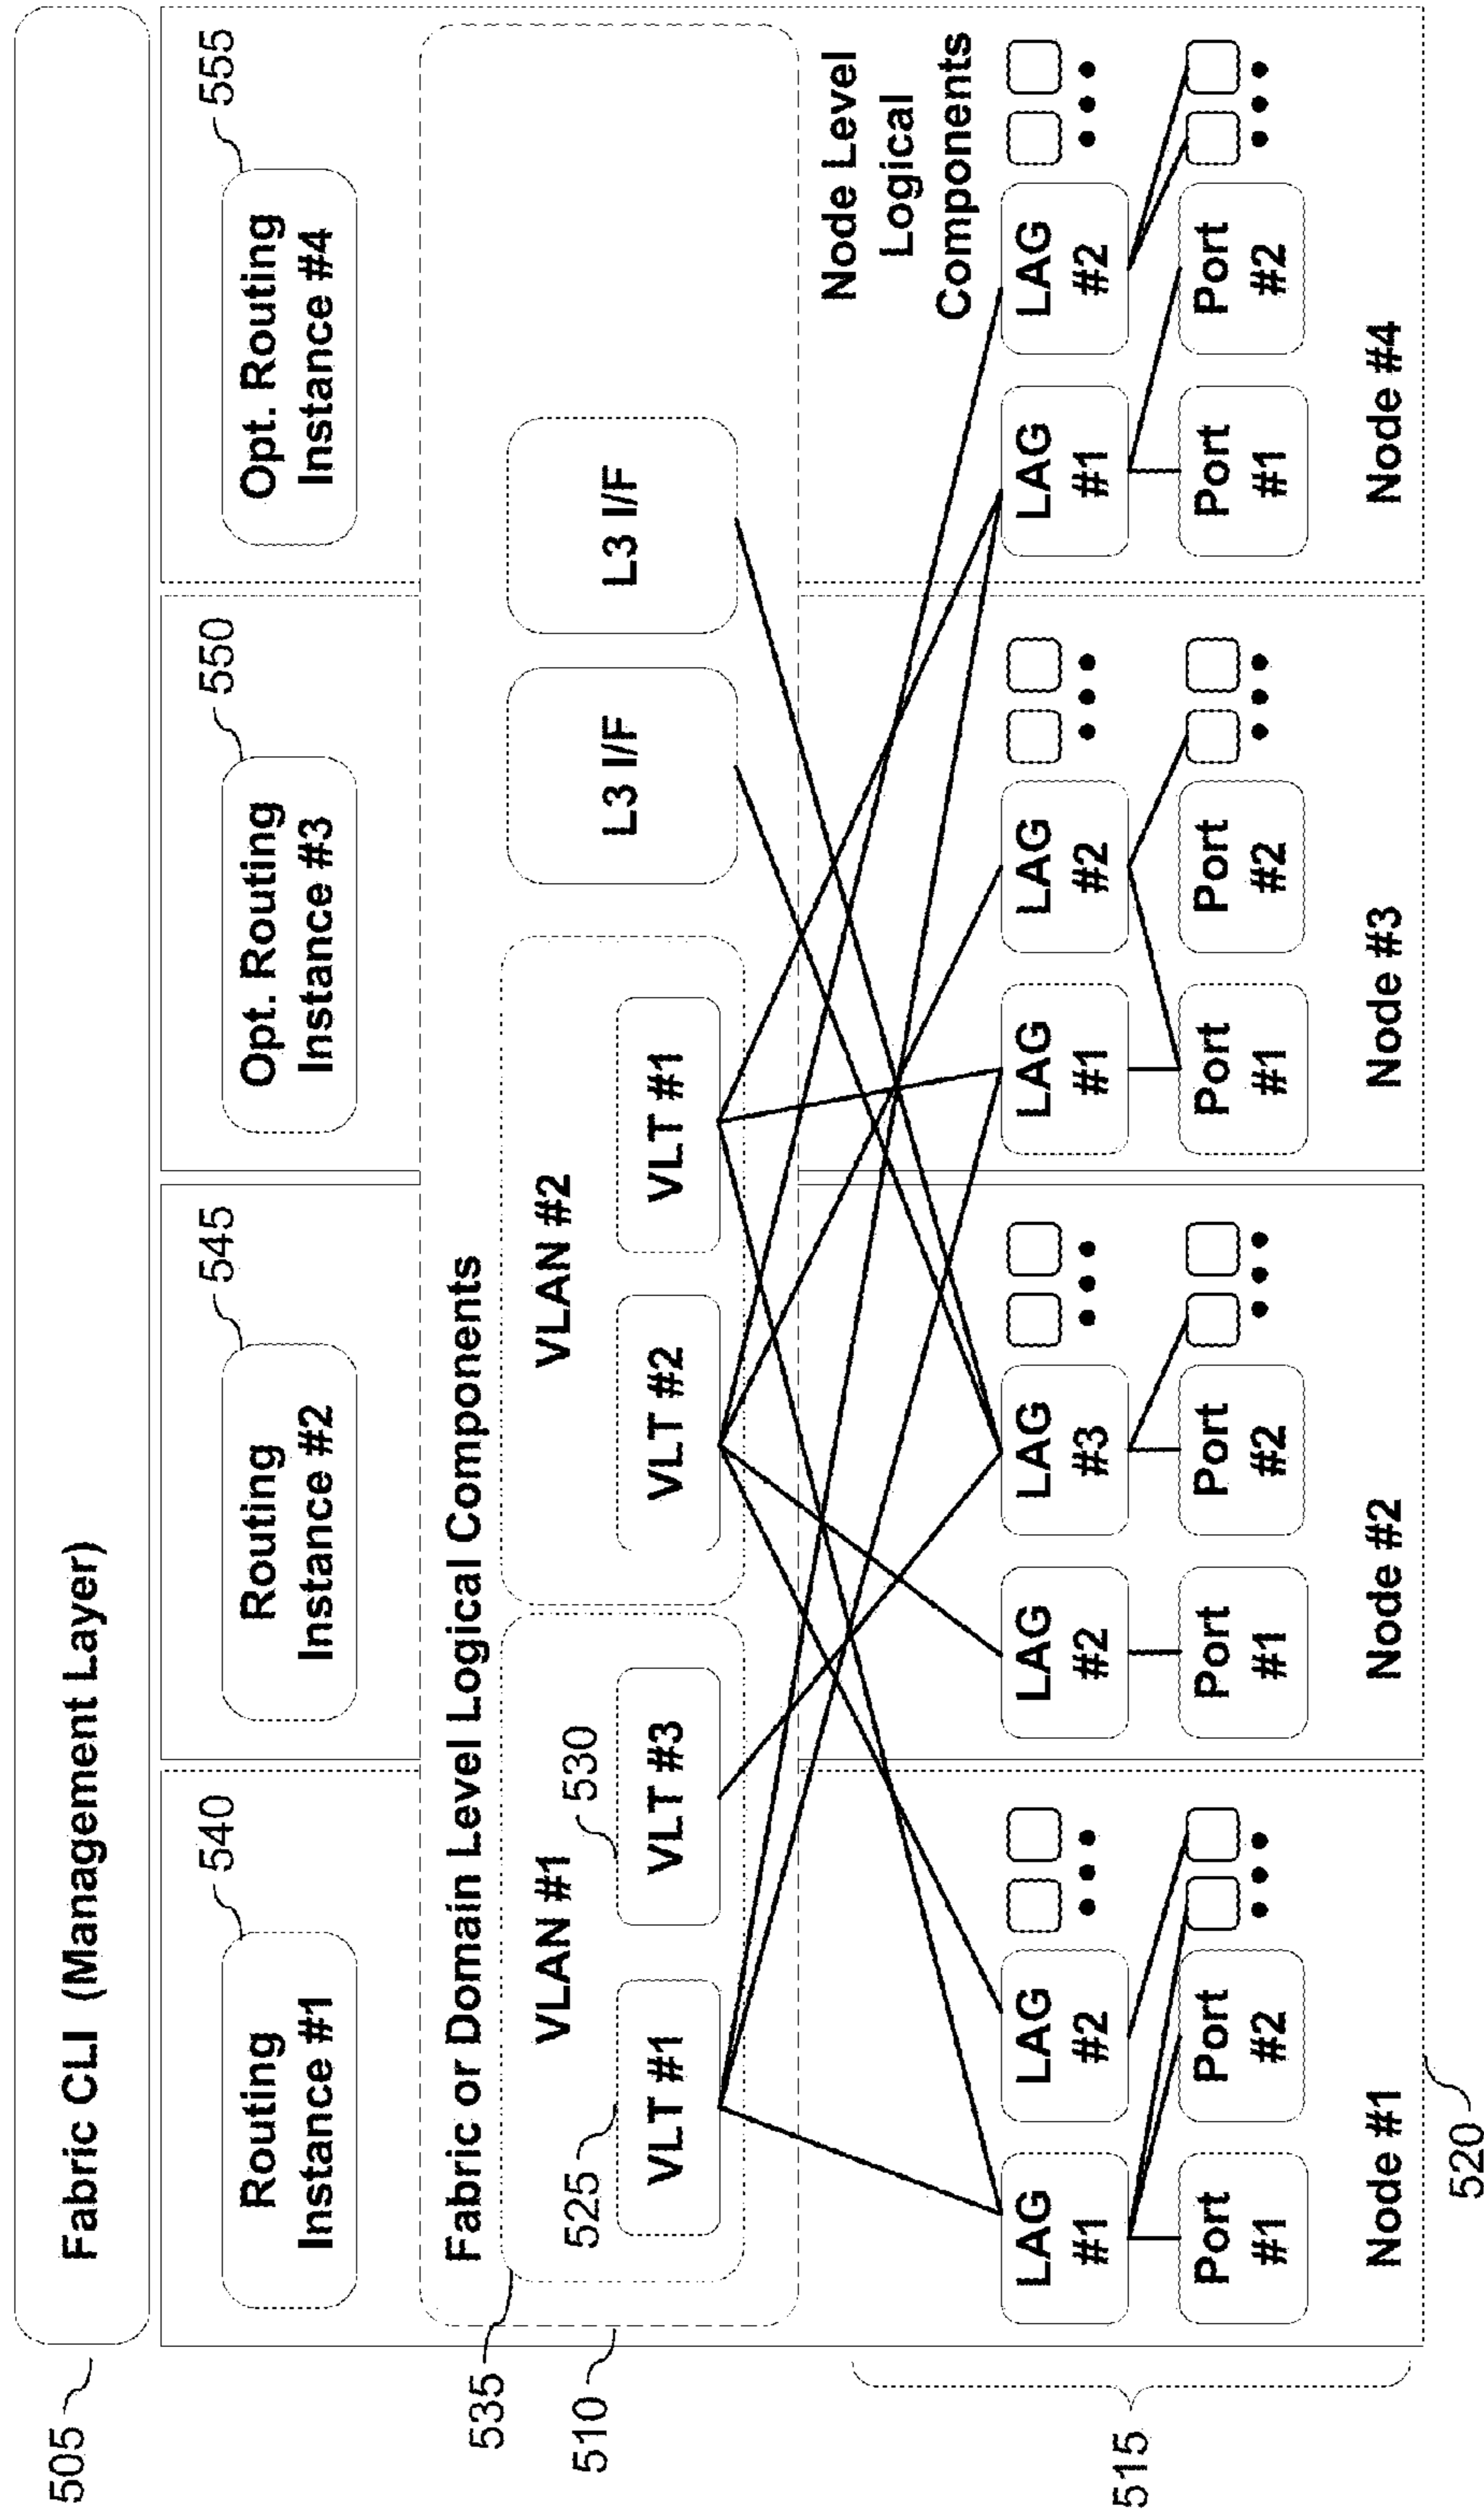 505
Fabric CLI (Management Layer)
540
545
550
555
Routing
Instance #1
Routing
Instance #2
Opt. Routing
Instance #3
Opt. Routing
Instance #4
535
510
Fabric or Domain Level Logical Components
VLAN #1
VLAN #2
525
530
VLT #1
VLT #3
VLT #2
VLT #1
L3 I/F
L3 I/F
Node Level
Logical
Components
515
LAG
#1
LAG
#2
LAG
#2
LAG
#3
LAG
#1
LAG
#2
LAG
#1
LAG
#2
Port
#1
Port
#2
Port
#1
Port
#2
Port
#1
Port
#2
Port
#1
Port
#2
Node #1
Node #2
Node #3
Node #4
520